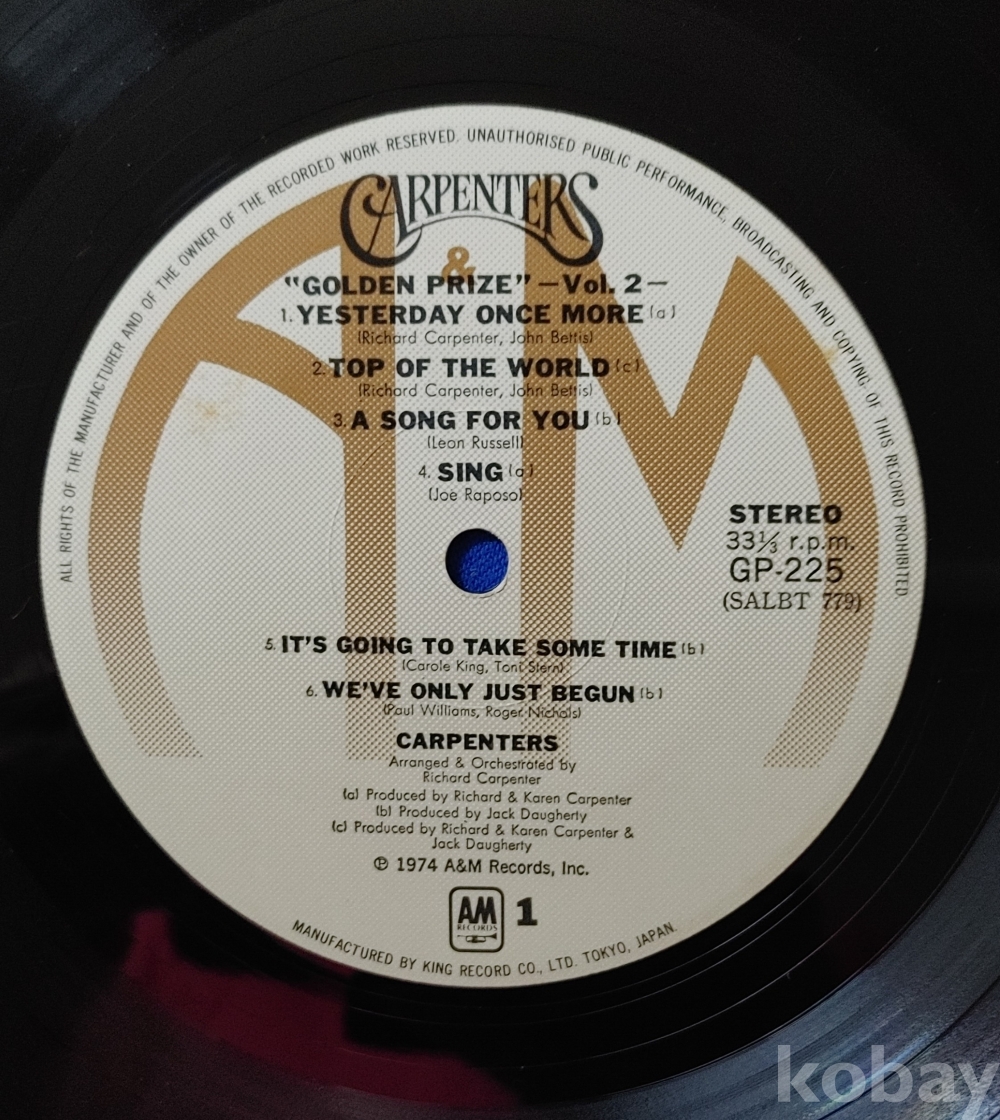 ALL RIGHTS OF THE MANUFACTURER AND OF THE OWNER OF THE RECORDED WORK RESERVED. UNAUTHORISED PUBLIC PERFORMANCE, BROADCASTING AND COPYING OF THIS RECORD PROHIBITED
CARPENTERS
&
"GOLDEN PRIZE" —Vol. 2—
1. YESTERDAY ONCE MORE (a)
(Richard Carpenter, John Bettis)
2. TOP OF THE WORLD (c)
(Richard Carpenter, John Bettis)
3. A SONG FOR YOU (b)
(Leon Russell)
4. SING (a)
(Joe Raposo)
STEREO
33⅓ r.p.m.
GP-225
(SALBT 779)
5. IT'S GOING TO TAKE SOME TIME (b)
(Carole King, Toni Stern)
6. WE'VE ONLY JUST BEGUN (b)
(Paul Williams, Roger Nichols)
CARPENTERS
Arranged & Orchestrated by
Richard Carpenter
(a) Produced by Richard & Karen Carpenter
(b) Produced by Jack Daugherty
(c) Produced by Richard & Karen Carpenter &
Jack Daugherty
℗ 1974 A&M Records, Inc.
AM 1
RECORDS
MANUFACTURED BY KING RECORD CO., LTD. TOKYO, JAPAN.
kobay